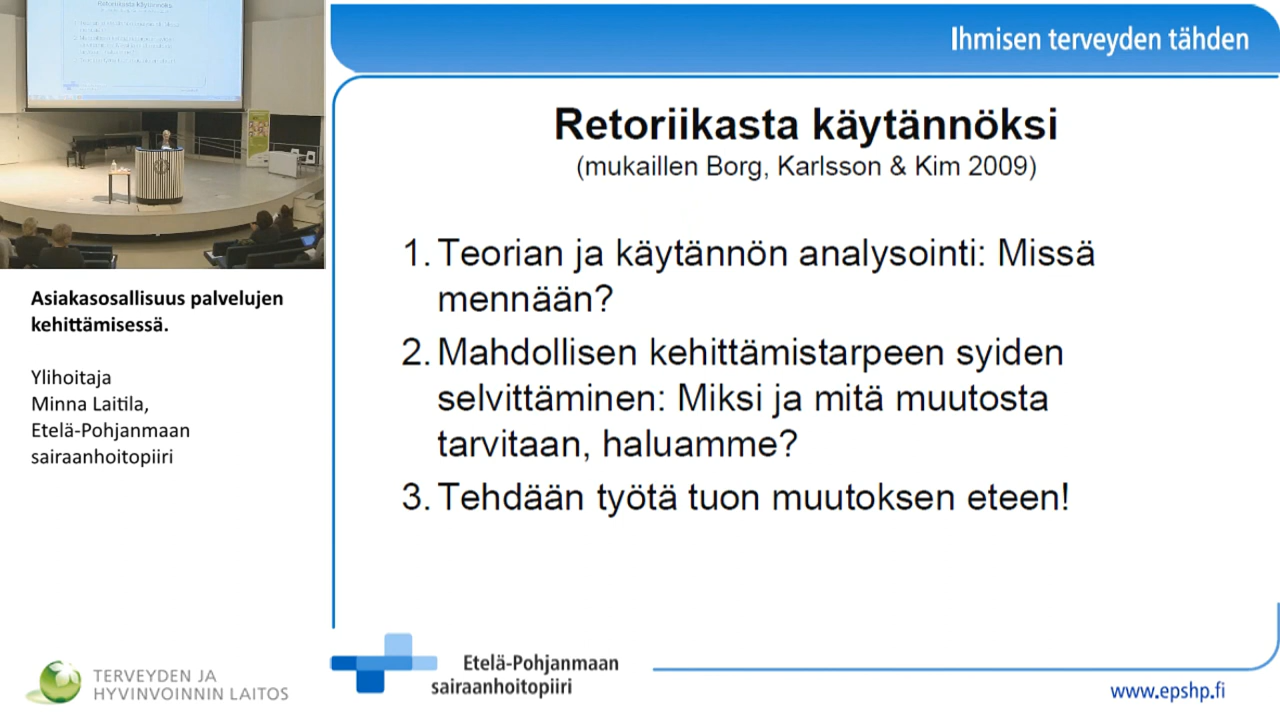 Retoriikasta käytännöksi
Asiakasosallisuus palvelujen
kehittämisessä.
Ylihoitaja
Minna Laitila,
Etelä-Pohjanmaan
sairaanhoitopiiri
TERVEYDEN JA
HYVINVOINNIN LAITOS
Ihmisen terveyden tähden
Retoriikasta käytännöksi
(mukaillen Borg, Karlsson & Kim 2009)
1. Teorian ja käytännön analysointi: Missä
mennään?
2. Mahdollisen kehittämistarpeen syiden
selvittäminen: Miksi ja mitä muutosta
tarvitaan, haluamme?
3. Tehdään työtä tuon muutoksen eteen!
Etelä-Pohjanmaan
sairaanhoitopiiri
www.epshp.fi